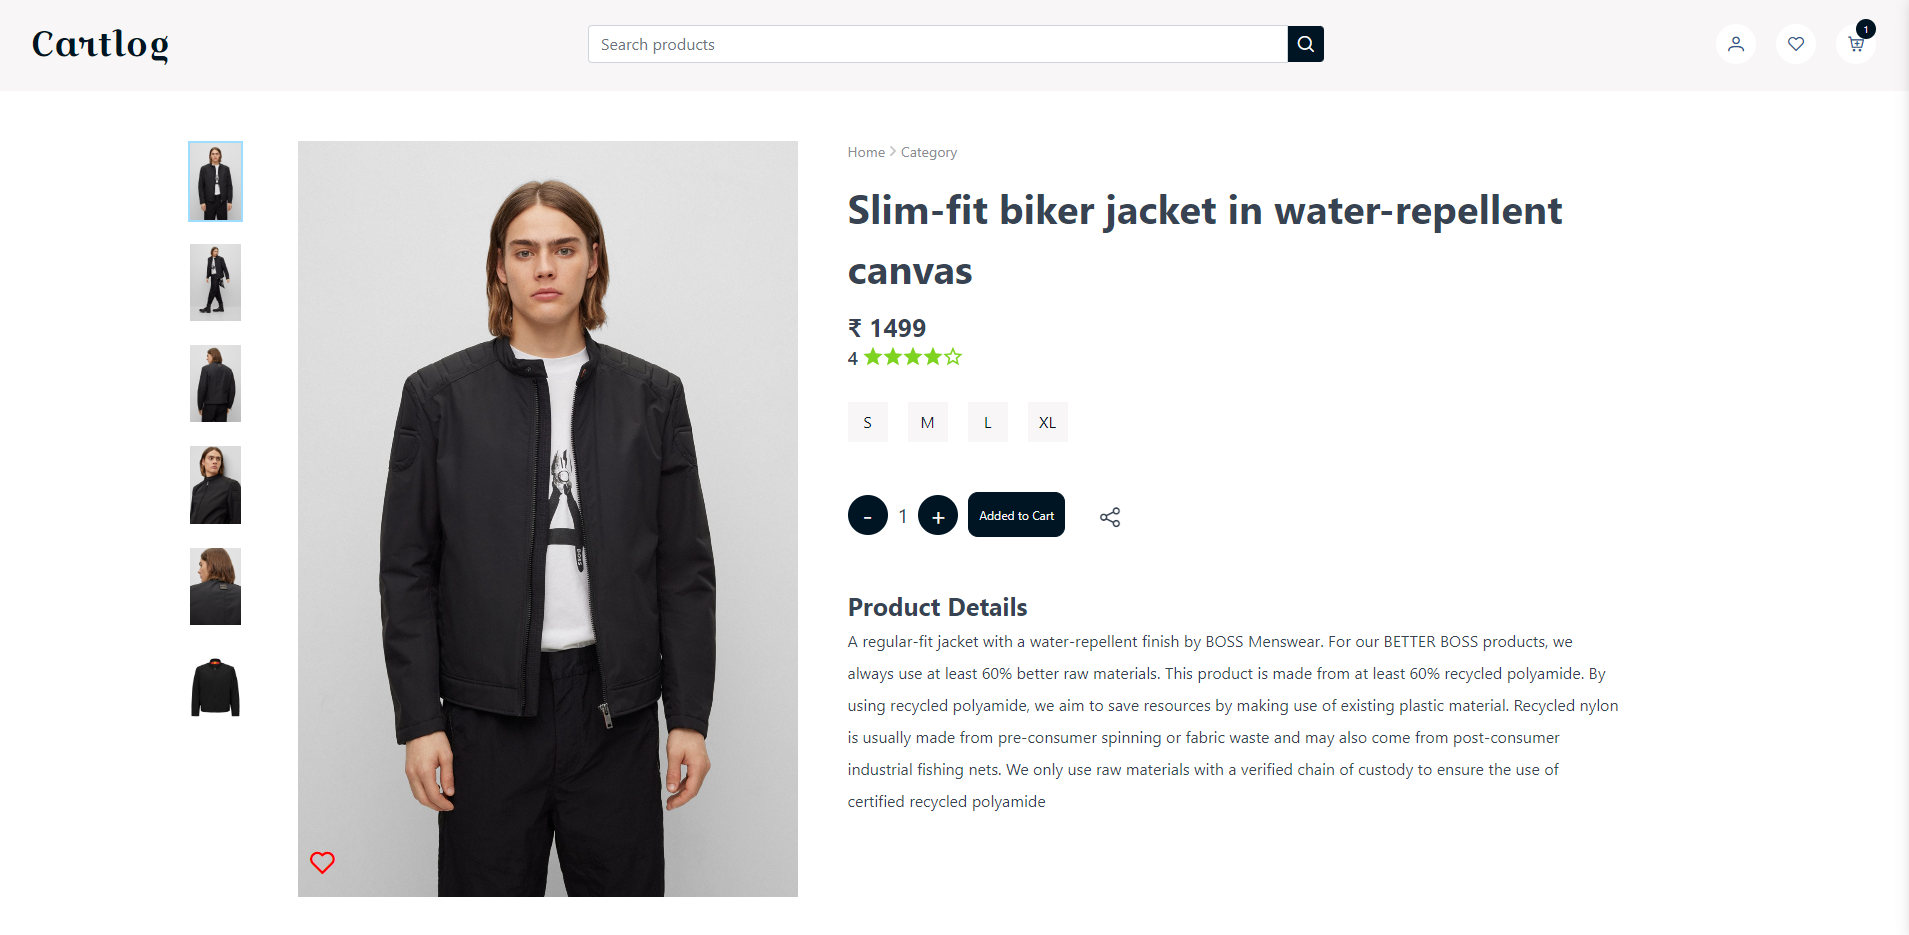 Cartlog
Search products
1
Home > Category
Slim-fit biker jacket in water-repellent
canvas
₹ 1499
4
S M L XL
- 1 + Added to Cart
Product Details
A regular-fit jacket with a water-repellent finish by BOSS Menswear. For our BETTER BOSS products, we
always use at least 60% better raw materials. This product is made from at least 60% recycled polyamide. By
using recycled polyamide, we aim to save resources by making use of existing plastic material. Recycled nylon
is usually made from pre-consumer spinning or fabric waste and may also come from post-consumer
industrial fishing nets. We only use raw materials with a verified chain of custody to ensure the use of
certified recycled polyamide